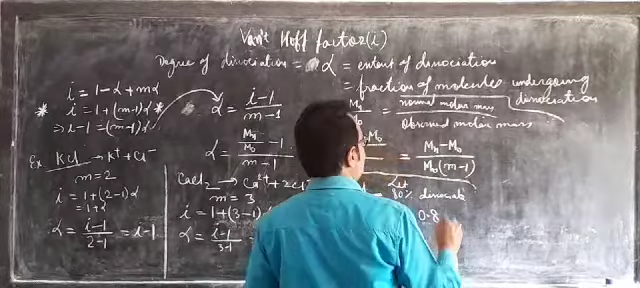 Van't Hoff factor (i)
Degree of dissociation = α = extent of dissociation
= fraction of molecules undergoing dissociation
i = 1 - α + mα
* i = 1 + (m-1)α *
⇒ i-1 = (m-1)α
α = i-1 / m-1
= normal molar mass / observed molar mass
α = MN/Mo - 1 / m-1
= MN - Mo / Mo(m-1)
Ex KCl → K+ + Cl-
m = 2
i = 1 + (2-1)α
= 1+α
α = i-1 / 2-1 = i-1
CaCl2 → Ca2+ + 2Cl
m = 3
i = 1 + (3-1)
α = i-1 / 3-1 =
Let
80% dissociate
0.8